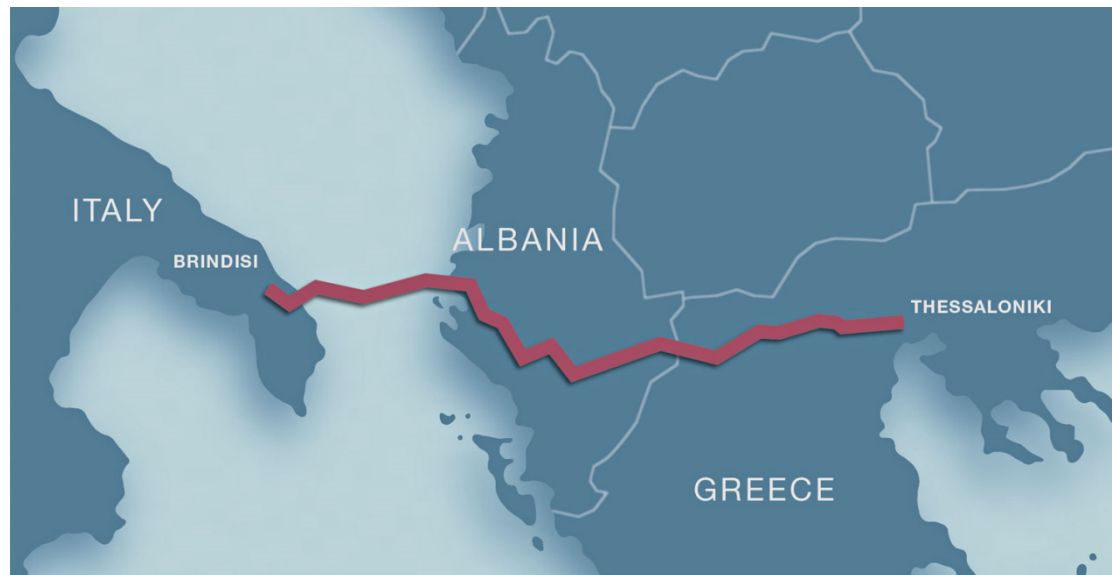 ITALY
BRINDISI
ALBANIA
THESSALONIKI
GREECE